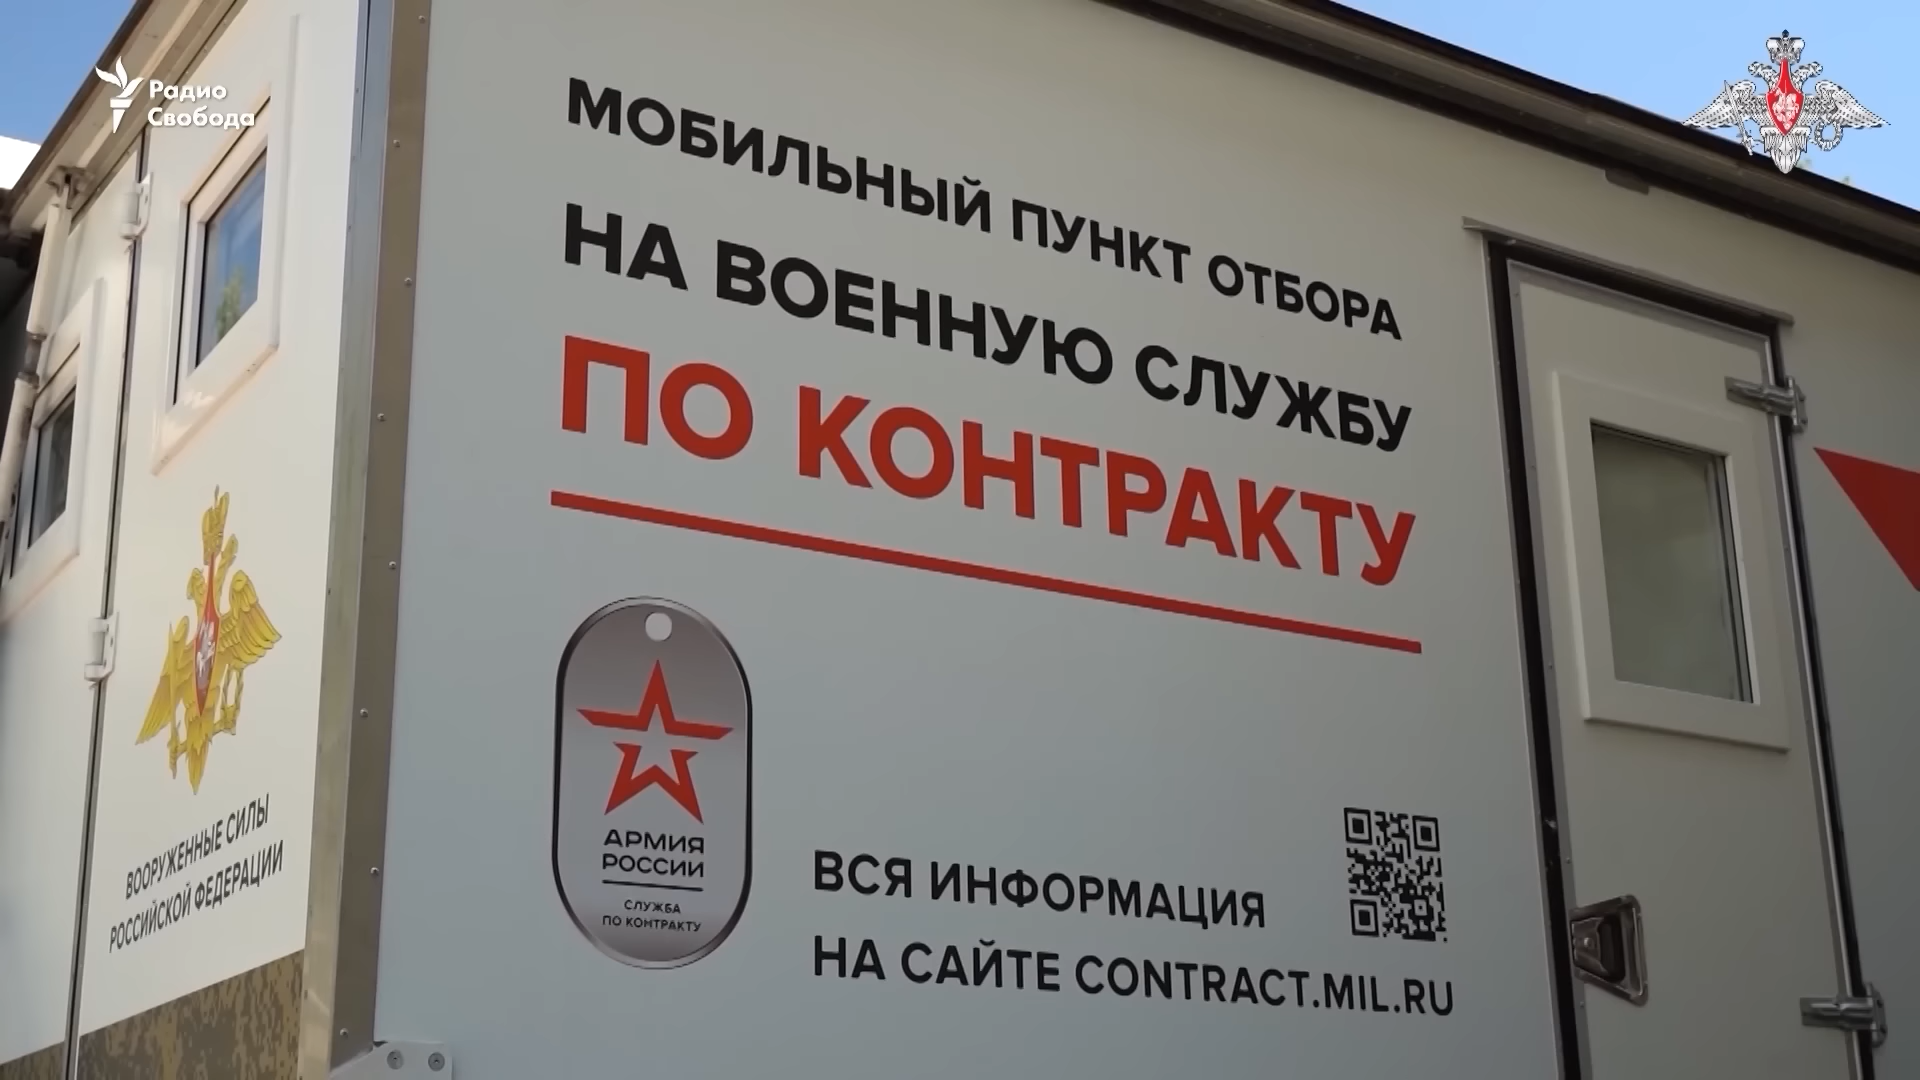 Радио
Свобода
МОБИЛЬНЫЙ ПУНКТ ОТБОРА
НА ВОЕННУЮ СЛУЖБУ
ПО КОНТРАКТУ
АРМИЯ
РОССИИ
СЛУЖБА
ПО КОНТРАКТУ
ВСЯ ИНФОРМАЦИЯ
НА САЙТЕ CONTRACT.MIL.RU
ВООРУЖЕННЫЕ СИЛЫ
РОССИЙСКОЙ ФЕДЕРАЦИИ